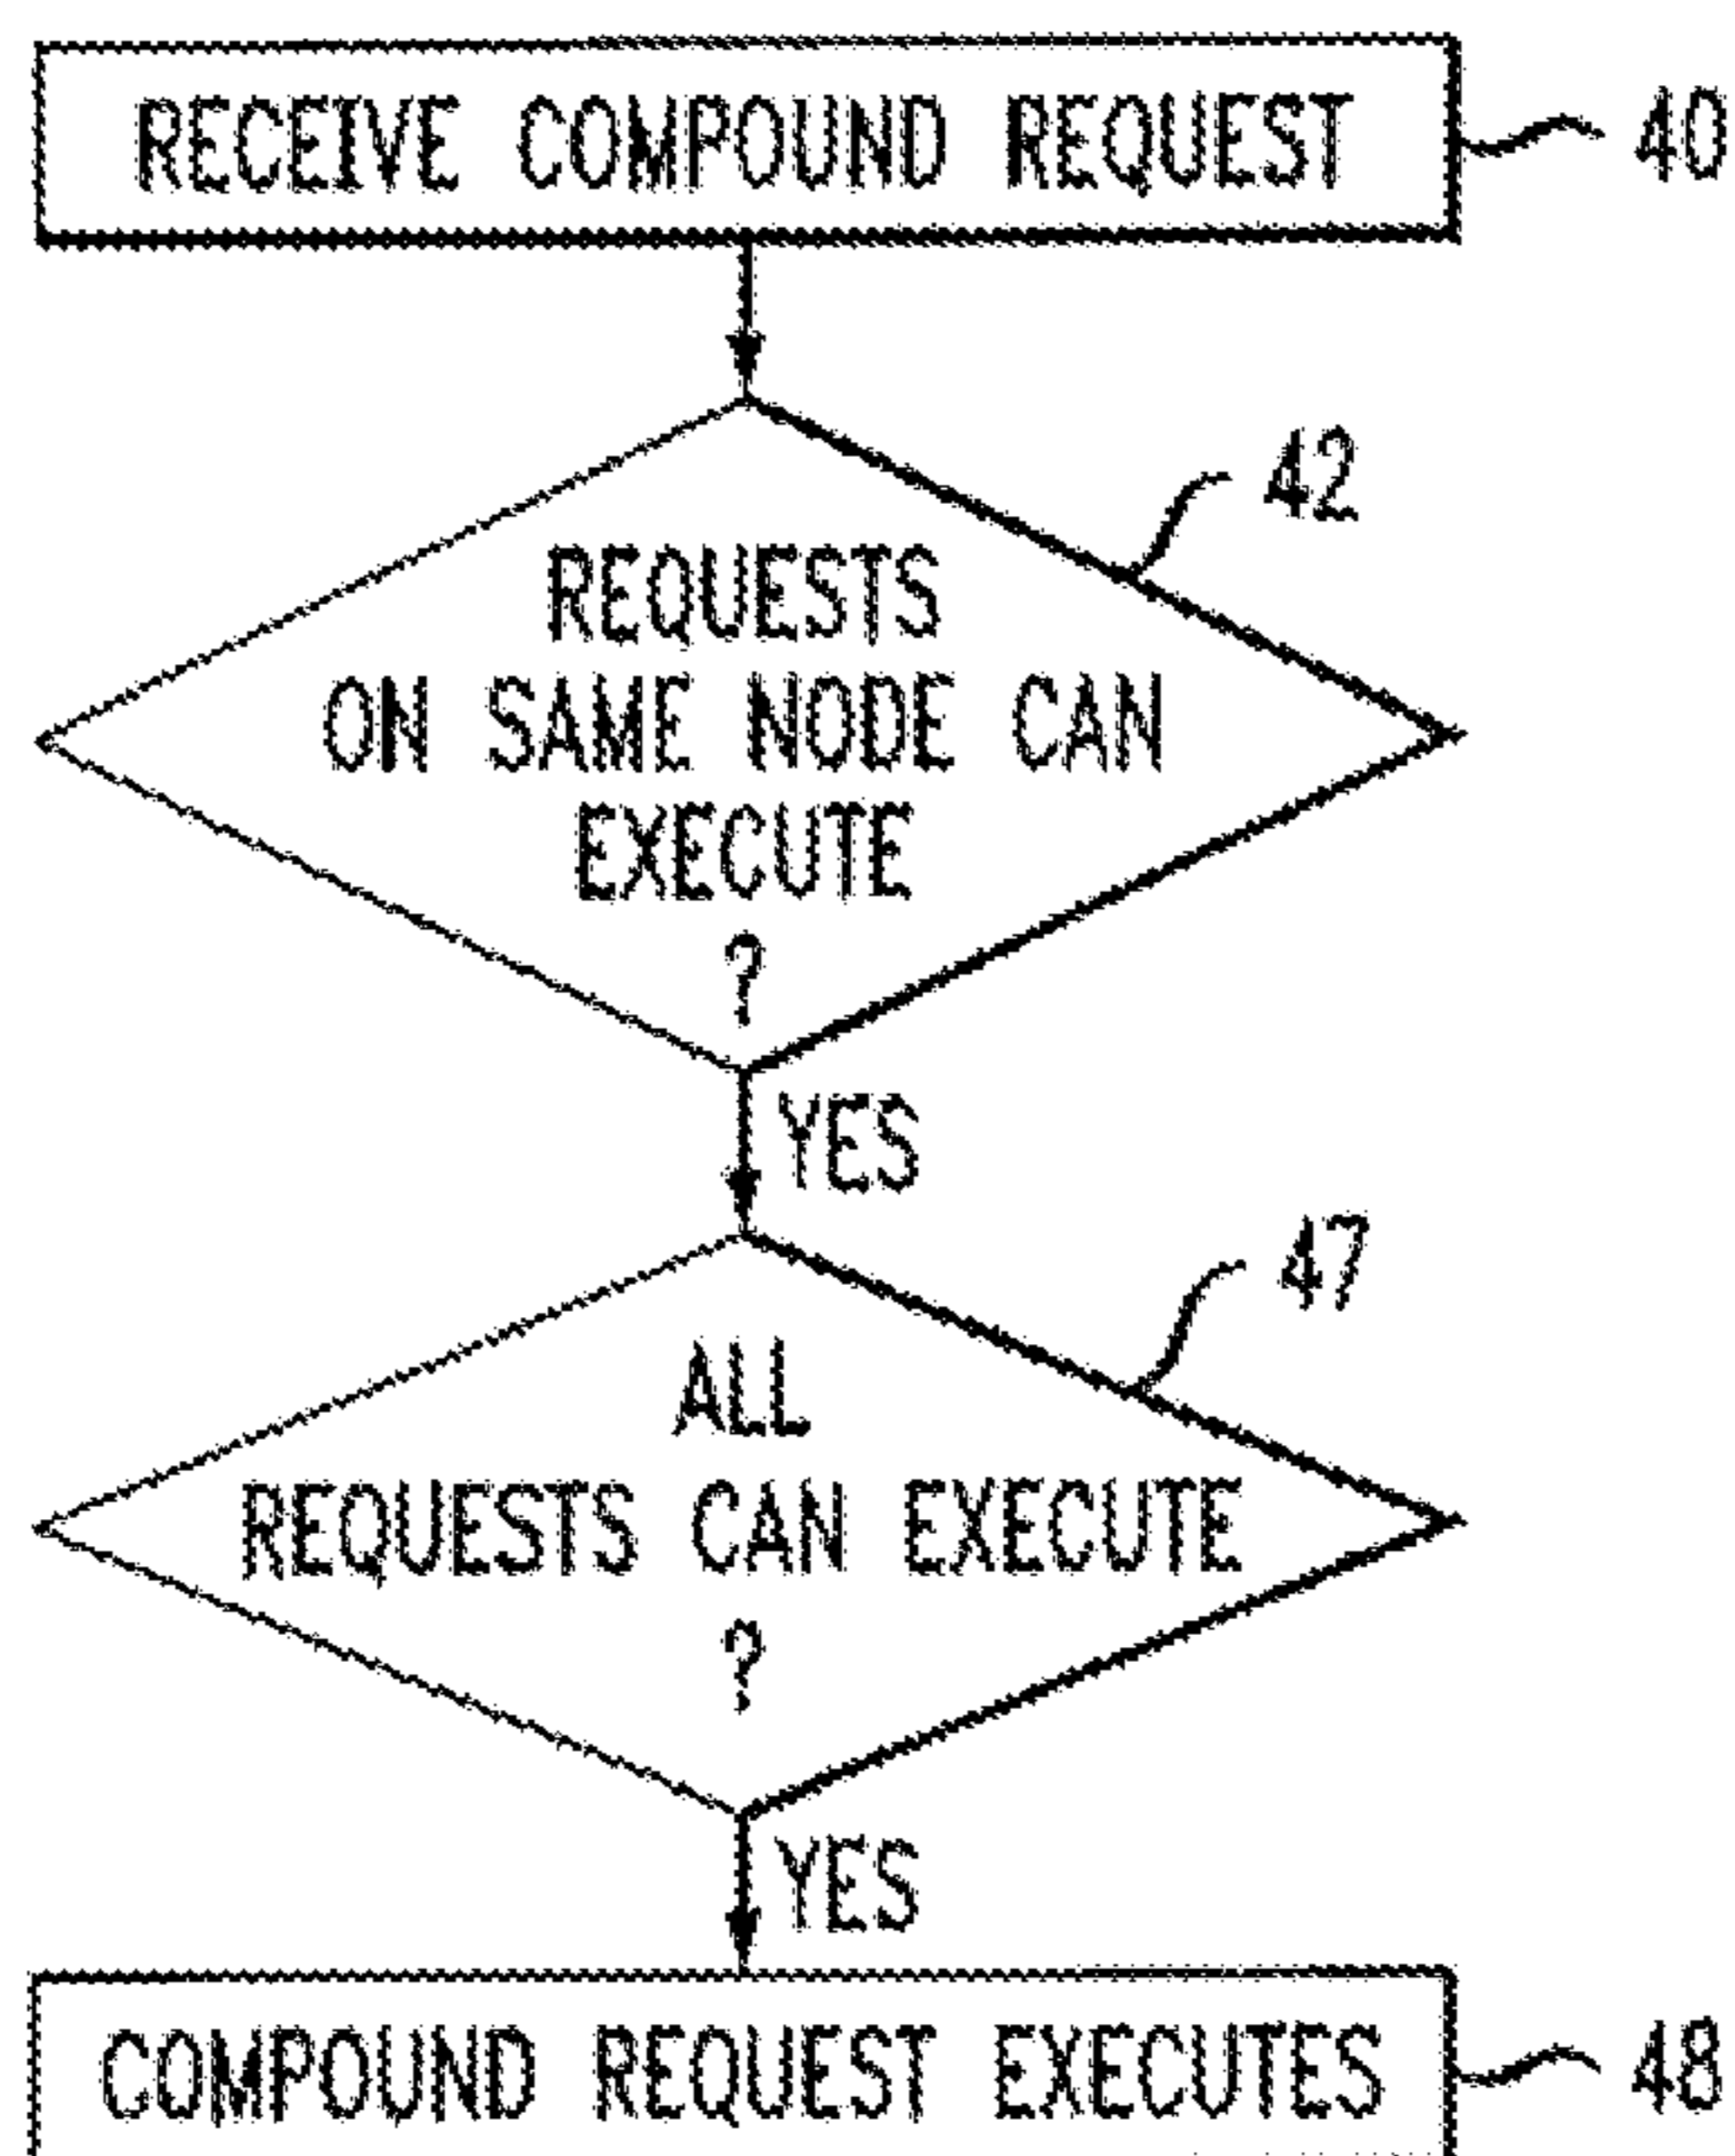 RECEIVE COMPOUND REQUEST
40
42
REQUESTS
ON SAME NODE CAN
EXECUTE
?
YES
47
ALL
REQUESTS CAN EXECUTE
?
YES
COMPOUND REQUEST EXECUTES
48